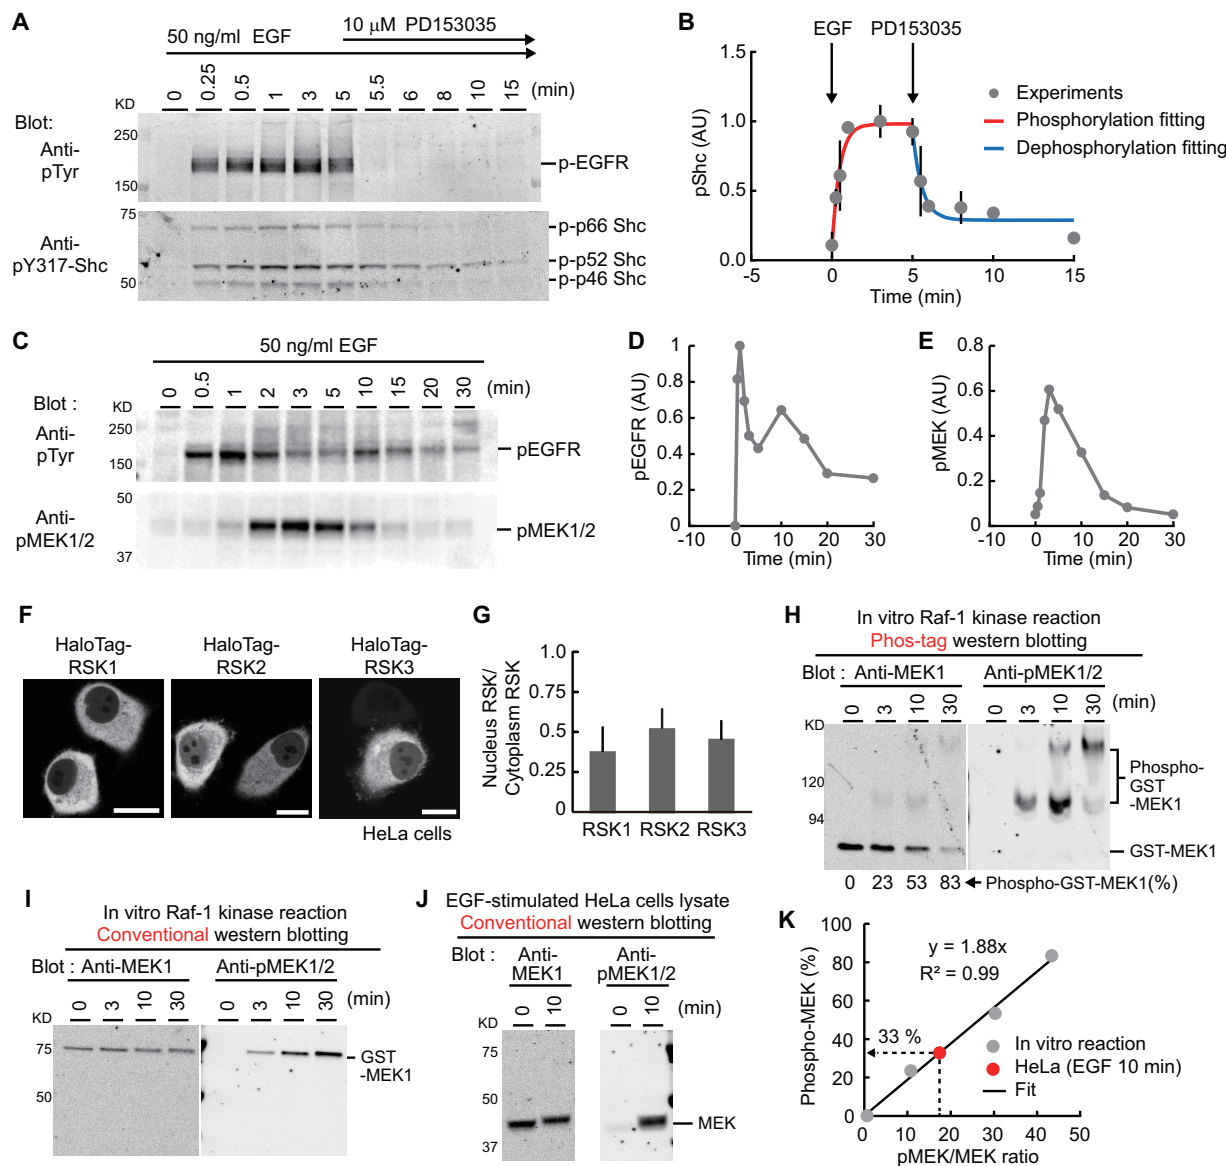 A
10 μM PD153035
50 ng/ml EGF
0 0.25 0.5 1 3 5 5.5 6 8 10 15 (min)
KD
Blot:
Anti-
pTyr
250
150
p-EGFR
75
50
Anti-
pY317-Shc
p-p66 Shc
p-p52 Shc
p-p46 Shc
B
EGF PD153035
pShc (AU)
1.5
1.0
0.5
0.0
-5 0 5 10 15
Time (min)
Experiments
Phosphorylation fitting
Dephosphorylation fitting
C
50 ng/ml EGF
0 0.5 1 2 3 5 10 15 20 30 (min)
Blot :
KD
Anti-
pTyr
250
150
pEGFR
50
37
Anti-
pMEK1/2
pMEK1/2
D
pEGFR (AU)
1
0.8
0.6
0.4
0.2
0
-10 0 10 20 30
Time (min)
E
pMEK (AU)
0.8
0.6
0.4
0.2
0
-10 0 10 20 30
Time (min)
F
HaloTag-
RSK1
HaloTag-
RSK2
HaloTag-
RSK3
HeLa cells
G
Nucleus RSK/
Cytoplasm RSK
1.0
0.75
0.5
0.25
0
RSK1 RSK2 RSK3
H
In vitro Raf-1 kinase reaction
Phos-tag western blotting
Blot : Anti-MEK1 Anti-pMEK1/2
0 3 10 30 0 3 10 30 (min)
KD
120
94
Phospho-
GST
-MEK1
GST-MEK1
0 23 53 83 Phospho-GST-MEK1(%)
I
In vitro Raf-1 kinase reaction
Conventional western blotting
Blot : Anti-MEK1 Anti-pMEK1/2
0 3 10 30 0 3 10 30 (min)
KD
75
50
GST
-MEK1
J
EGF-stimulated HeLa cells lysate
Conventional western blotting
Blot : Anti-
MEK1
Anti-
pMEK1/2
0 10 0 10 (min)
KD
75
50
37
MEK
K
Phospho-MEK (%)
100
80
60
40
20
0
y = 1.88x
R² = 0.99
33 %
In vitro reaction
HeLa (EGF 10 min)
Fit
0 10 20 30 40 50
pMEK/MEK ratio